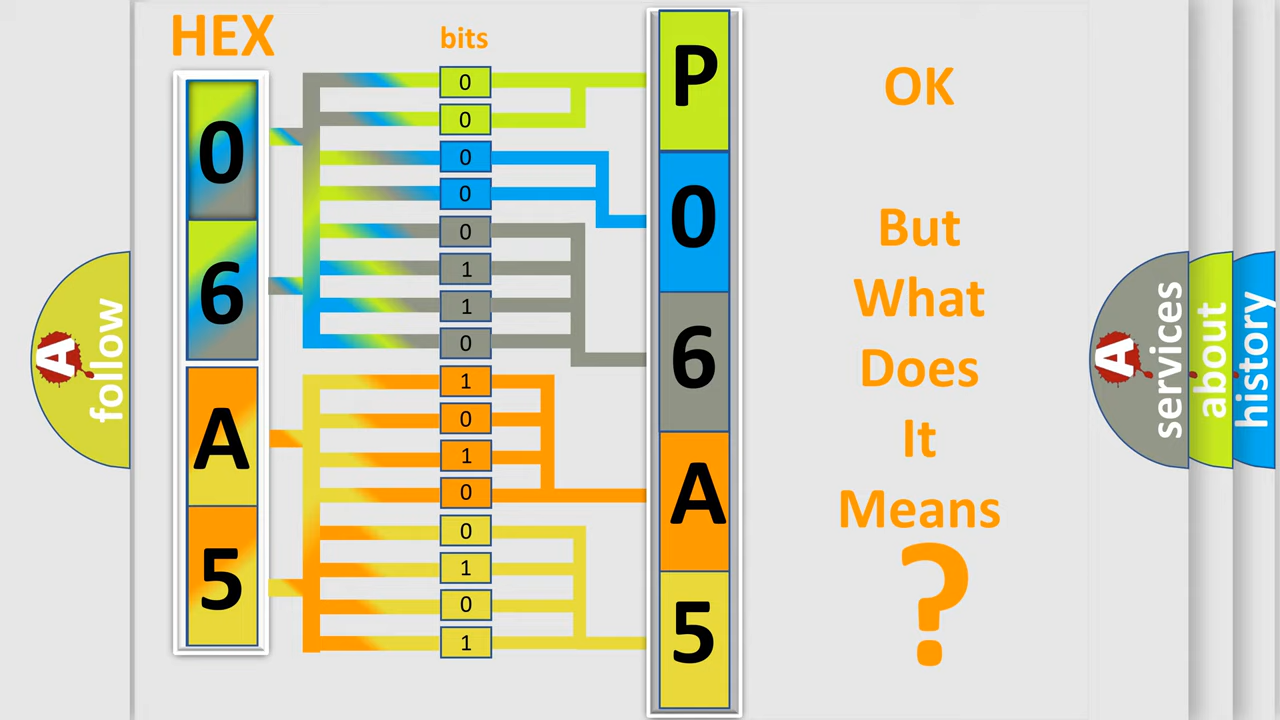 HEX
bits
0
6
A
5
0
0
0
0
0
1
1
0
1
0
1
0
0
1
0
1
P
0
6
A
5
OK
But
What
Does
It
Means
?
A
follow
A
services
about
history